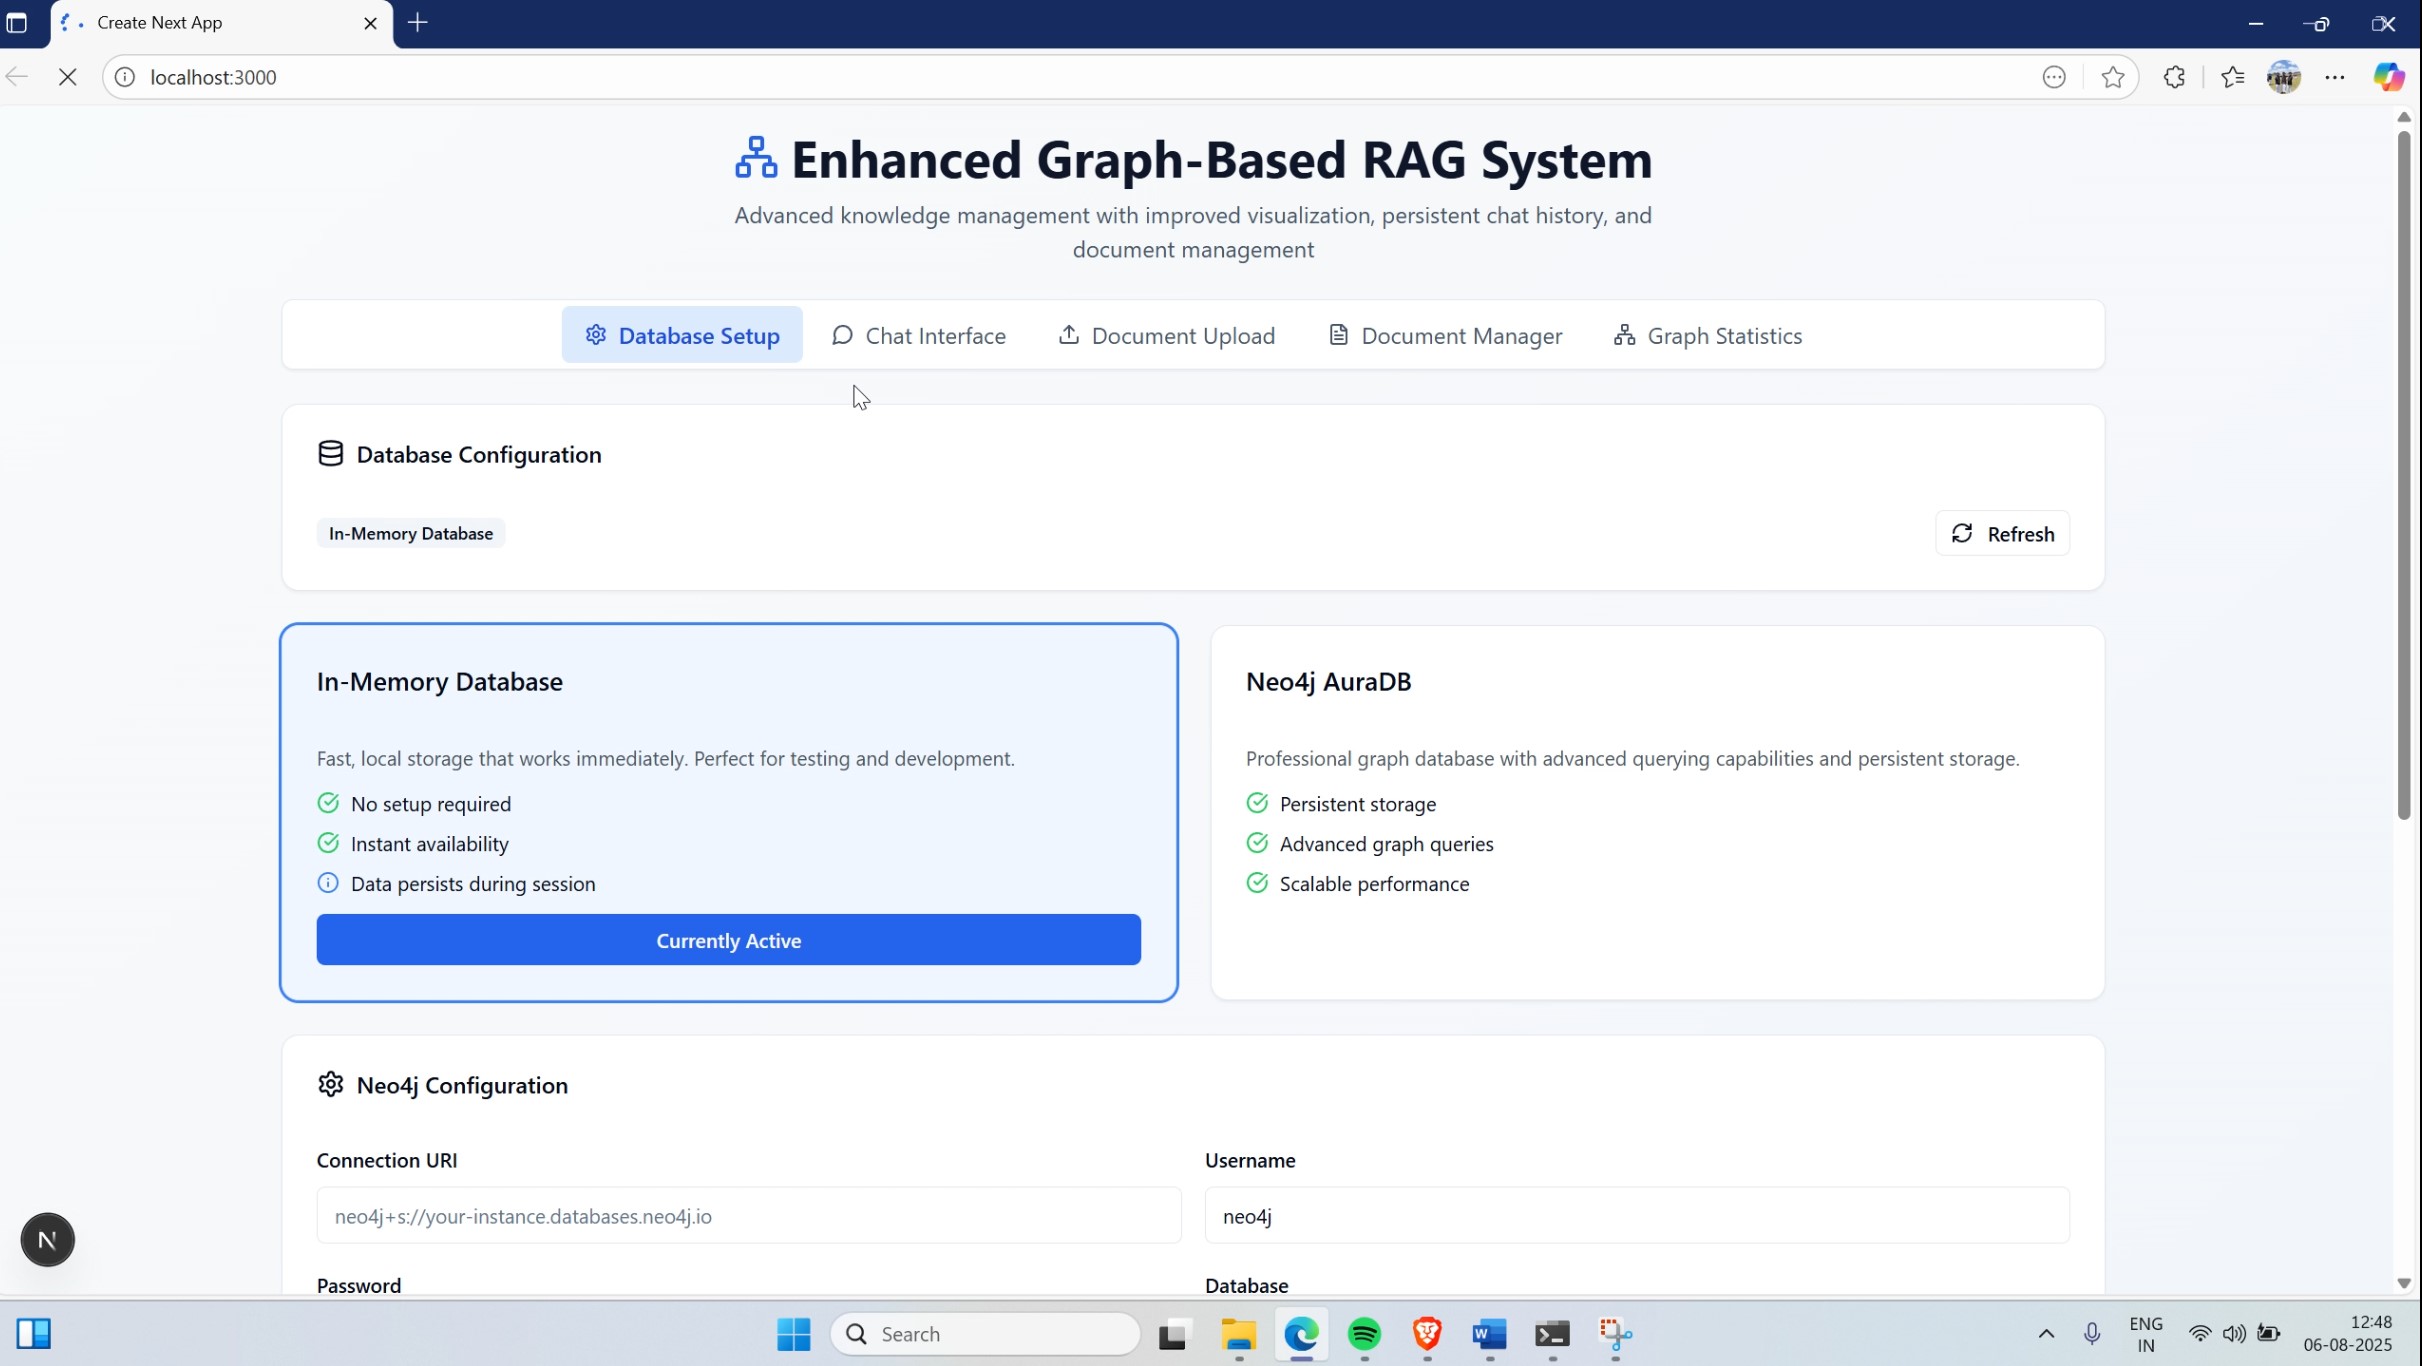 Create Next App
localhost:3000
Enhanced Graph-Based RAG System
Advanced knowledge management with improved visualization, persistent chat history, and
document management
Database Setup
Chat Interface
Document Upload
Document Manager
Graph Statistics
Database Configuration
In-Memory Database
Refresh
In-Memory Database
Fast, local storage that works immediately. Perfect for testing and development.
No setup required
Instant availability
Data persists during session
Currently Active
Neo4j AuraDB
Professional graph database with advanced querying capabilities and persistent storage.
Persistent storage
Advanced graph queries
Scalable performance
Neo4j Configuration
Connection URI
neo4j+s://your-instance.databases.neo4j.io
Username
neo4j
Password
Database
N
Search
ENG
IN
12:48
06-08-2025